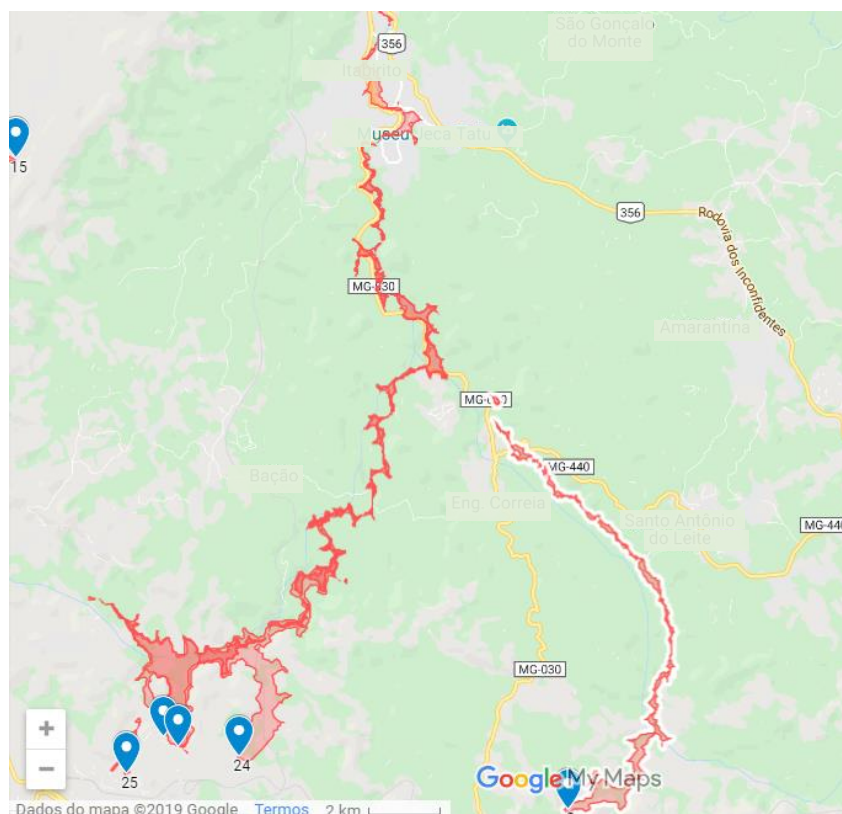 São Gonçalo
do Monte
356
Itabirito
Museu Jeca Tatu
15
356
Rodovia dos Inconfidentes
MG-030
Amarantina
MG-030
MG-440
Bação
Eng. Correia
Santo Antônio
do Leite
MG-440
MG-030
25
24
Google My Maps
Dados do mapa ©2019 Google
Termos
2 km